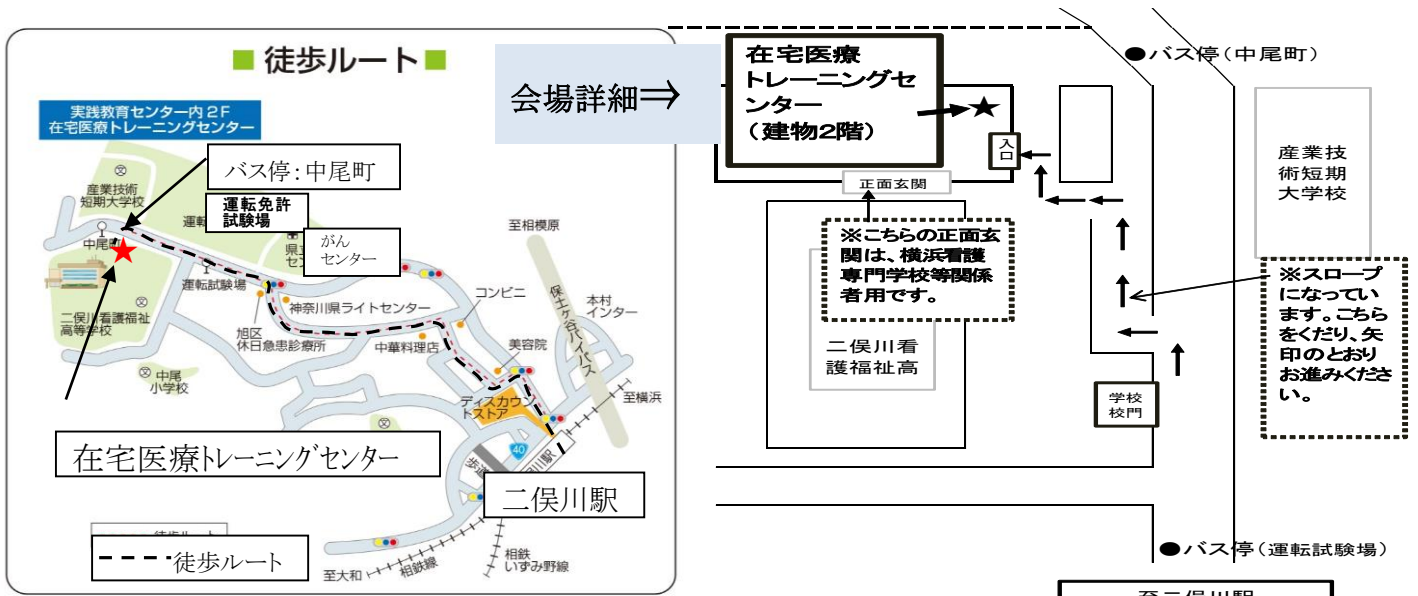 ■ 徒歩ルート ■
実践教育センター内2F
在宅医療トレーニングセンター
バス停：中尾町
産業技術
短期大学校
運転免許
試験場
運転
がん
センター
県立
セン
中尾町
運転試験場
神奈川県ライトセンター
コンビニ
至相模原
保土ヶ谷バイパス
本村
インター
二俣川看護福祉
高等学校
旭区
休日急患診療所
中華料理店
美容院
中尾
小学校
ディスカウン
トストア
至横浜
40
在宅医療トレーニングセンター
歩道
二俣川駅
徒歩ルート
至大和
相鉄線
相鉄
いずみ野線
会場詳細⇒
在宅医療
トレーニングセ
ンター
（建物2階）
★
入口
正面玄関
●バス停（中尾町）
産業技
術短期
大学校
※こちらの正面玄
関は、横浜看護
専門学校等関係
者用です。
二俣川看
護福祉高
※スロープ
になってい
ます。こちら
をくだり、矢
印のとおり
お進みくださ
い。
学校
校門
●バス停（運転試験場）
至二俣川駅